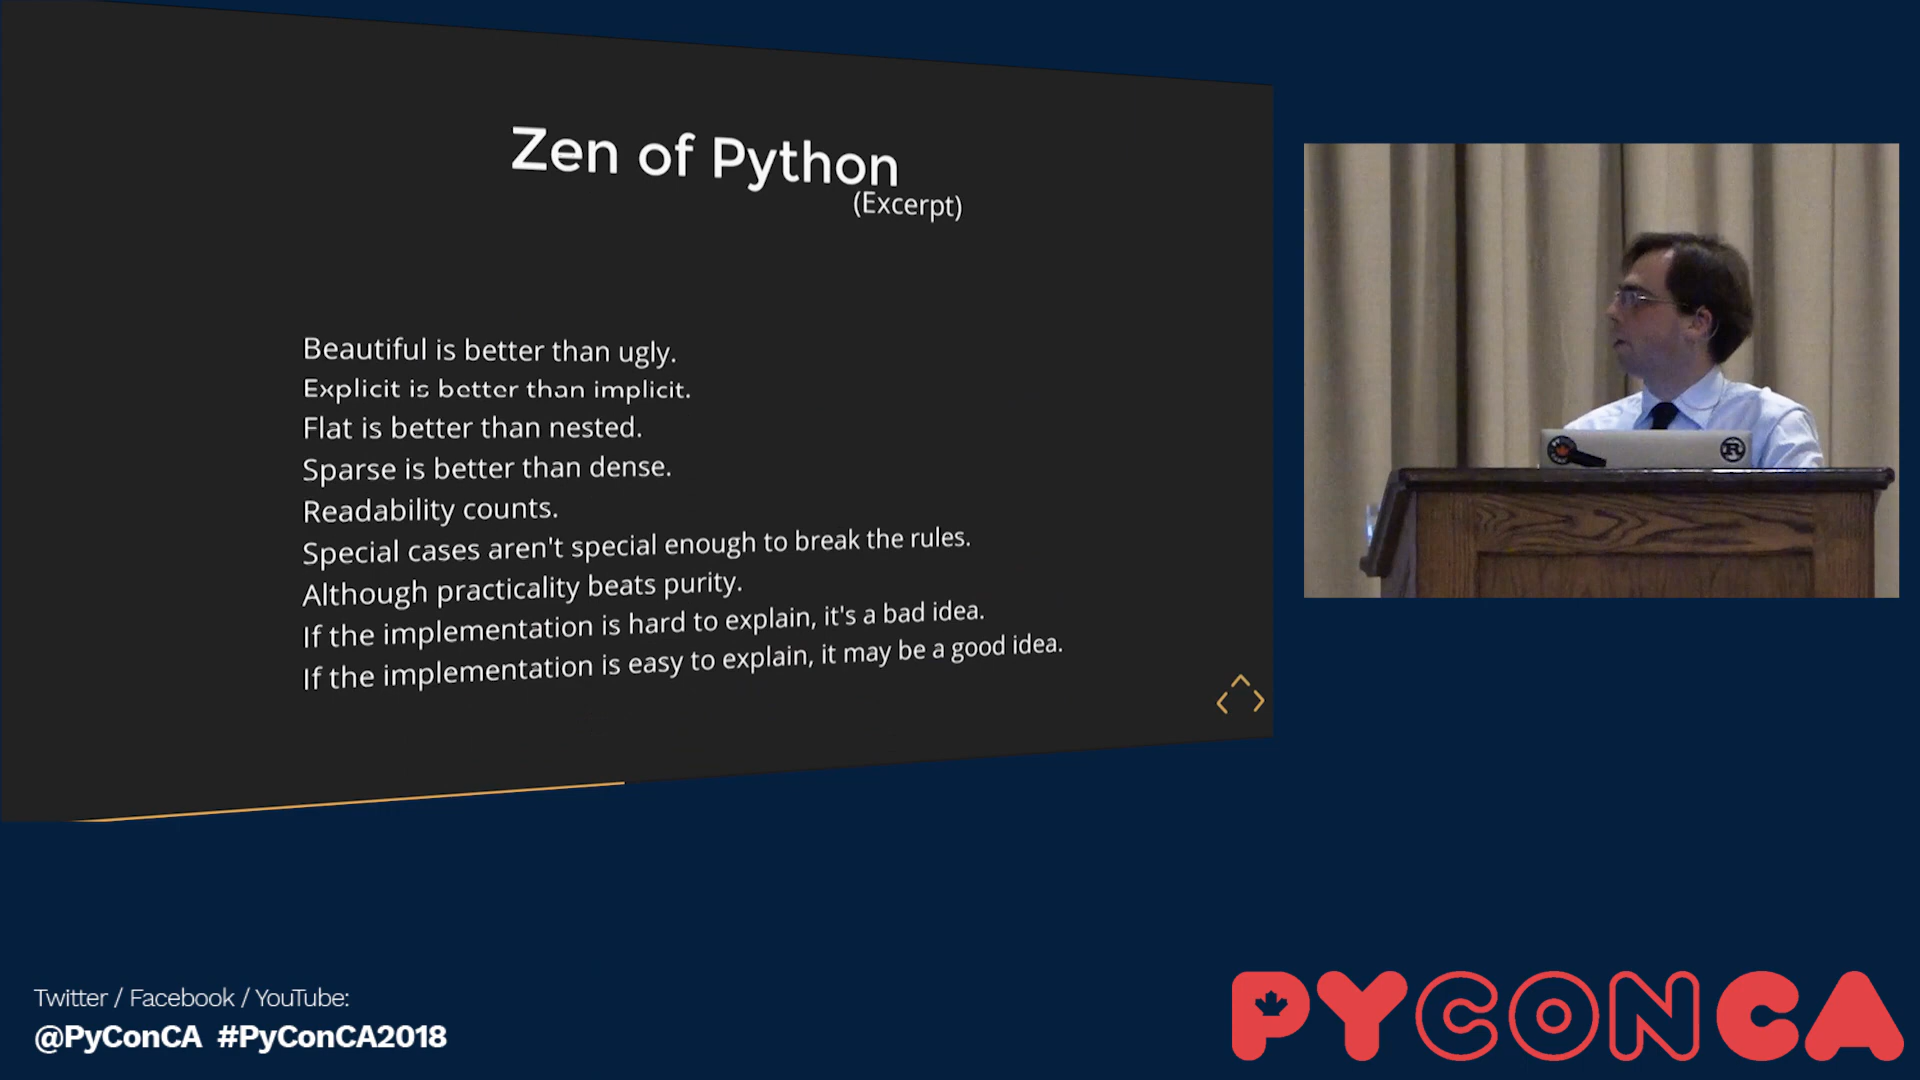 Zen of Python
(Excerpt)
Beautiful is better than ugly.
Explicit is better than implicit.
Flat is better than nested.
Sparse is better than dense.
Readability counts.
Special cases aren't special enough to break the rules.
Although practicality beats purity.
If the implementation is hard to explain, it's a bad idea.
If the implementation is easy to explain, it may be a good idea.
R
Twitter / Facebook / YouTube:
@PyConCA #PyConCA2018
PYCONCA